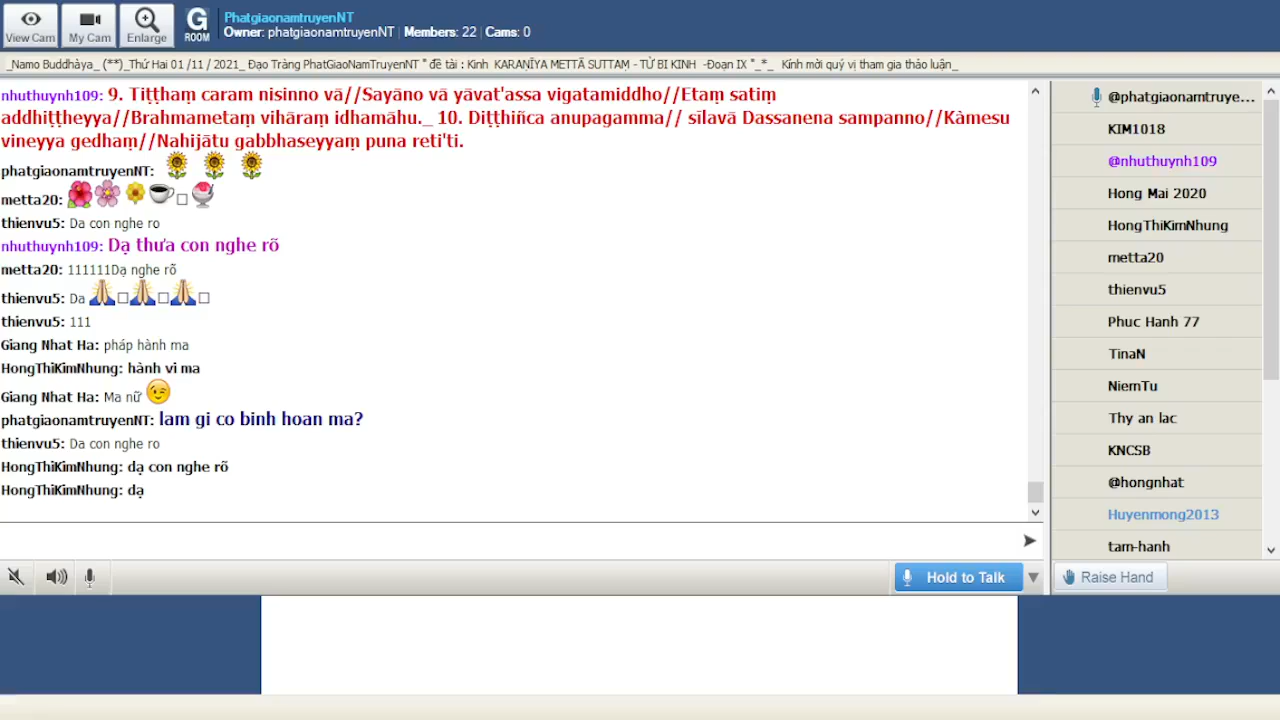 View Cam
My Cam
Enlarge
G
ROOM
PhatgiaonamtruyenNT
Owner: phatgiaonamtruyenNT | Members: 22 | Cams: 0
_Namo Buddhàya_ (**)_Thứ Hai 01 /11 / 2021_ Đạo Tràng PhatGiaoNamTruyenNT " đề tài : Kinh KARAṆĪYA METTĀ SUTTAṂ - TỪ BI KINH -Đoạn IX "_*_ Kính mời quý vị tham gia thảo luận_
nhuthuynh109: 9. Tiṭṭhaṃ caram nisinno vā//Sayāno vā yāvat'assa vigatamiddho//Etaṃ satiṃ
addhiṭṭheyya//Brahmametaṃ vihāraṃ idhamāhu._ 10. Diṭṭhiñca anupagamma// sīlavā Dassanena sampanno//Kàmesu
vineyya gedhaṃ//Nahijātu gabbhaseyyaṃ puna retī'ti.
phatgiaonamtruyenNT:
metta20:
thienvu5: Da con nghe ro
nhuthuynh109: Dạ thưa con nghe rõ
metta20: 111111Dạ nghe rõ
thienvu5: Da
thienvu5: 111
Giang Nhat Ha: pháp hành ma
HongThiKimNhung: hành vi ma
Giang Nhat Ha: Ma nữ
phatgiaonamtruyenNT: lam gi co binh hoan ma?
thienvu5: Da con nghe ro
HongThiKimNhung: dạ con nghe rõ
HongThiKimNhung: dạ
@phatgiaonamtruye...
KIM1018
@nhuthuynh109
Hong Mai 2020
HongThiKimNhung
metta20
thienvu5
Phuc Hanh 77
TinaN
NiemTu
Thy an lac
KNCSB
@hongnhat
Huyenmong2013
tam-hanh
Hold to Talk
Raise Hand